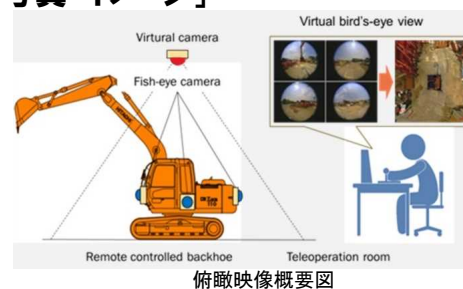 Virtual bird's-eye view
Virtural camera
Fish-eye camera
Remote controlled backhoe
Teleoperation room
俯瞰映像概要図